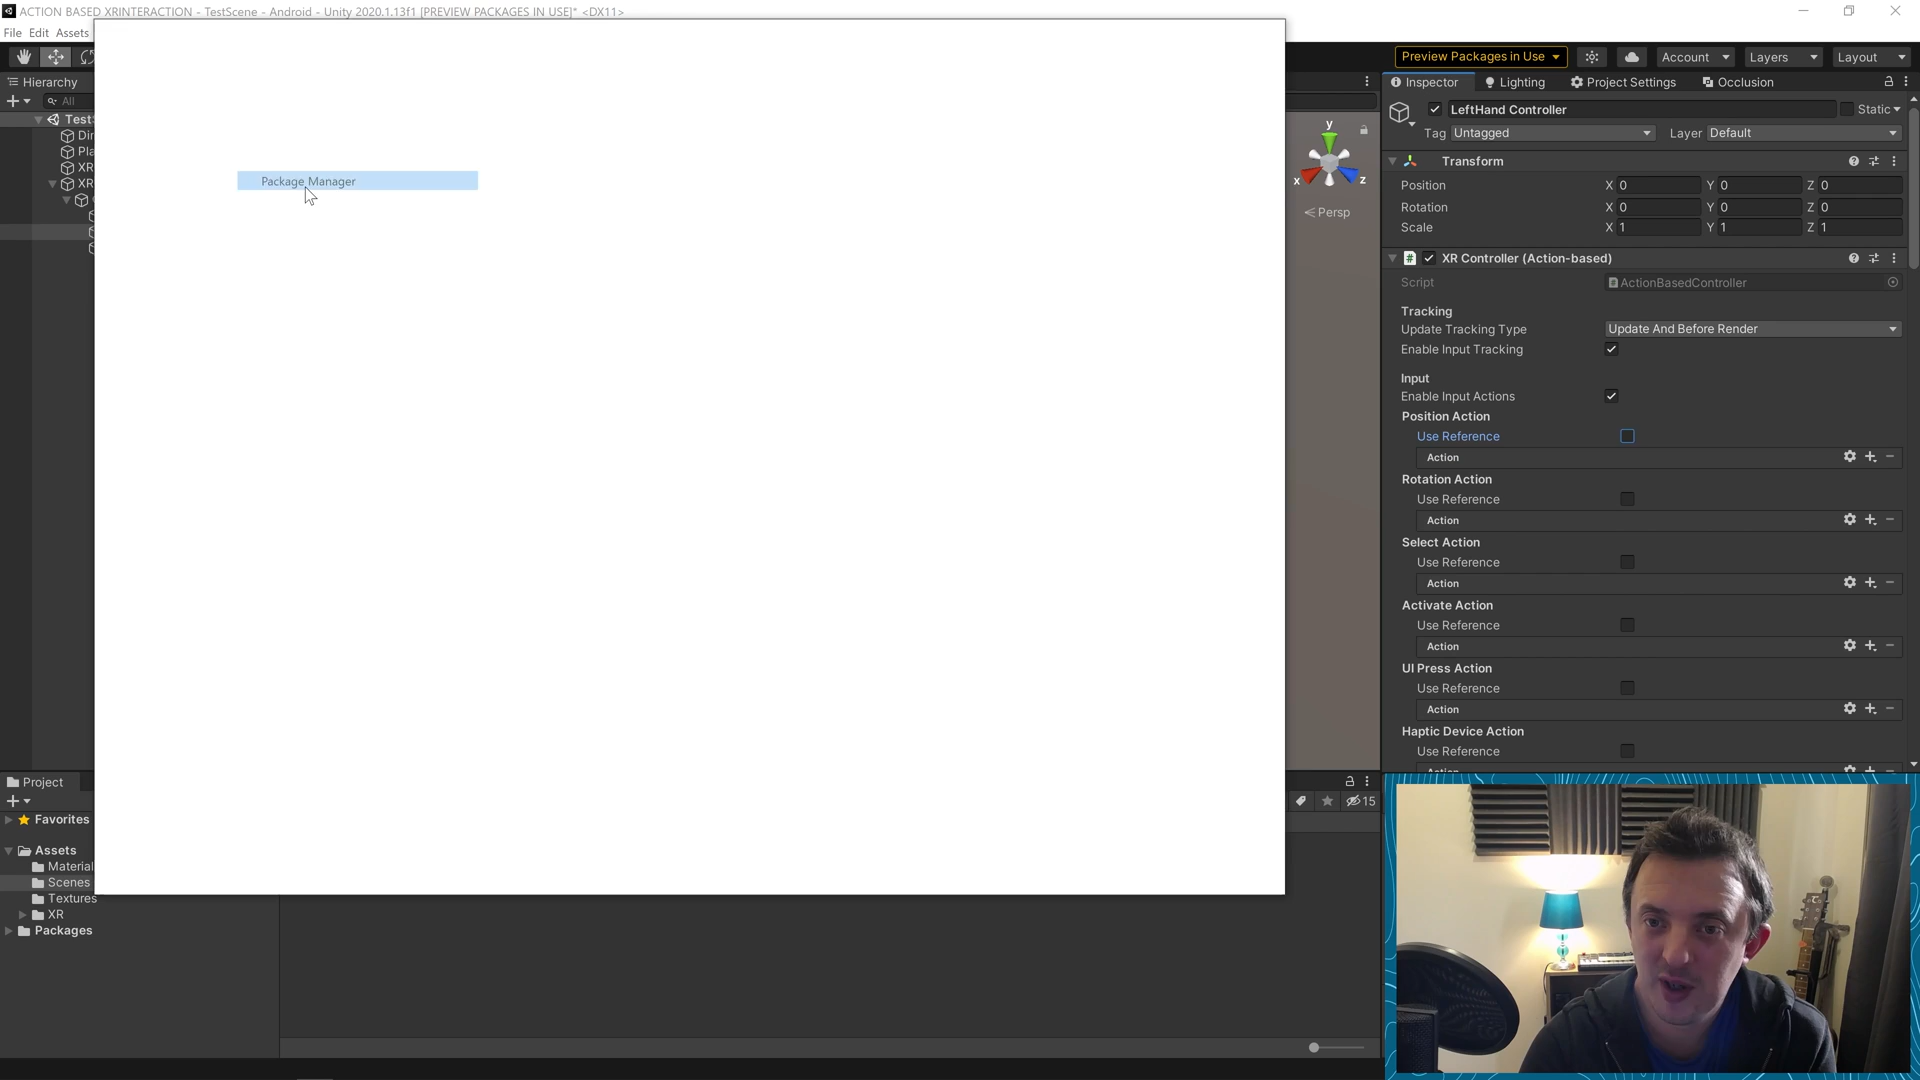 ACTION BASED XRINTERACTION - TestScene - Android - Unity 2020.1.13f1 [PREVIEW PACKAGES IN USE]* <DX11>
File Edit Assets
Preview Packages in Use
Account
Layers
Layout
Hierarchy
All
Inspector
Lighting
Project Settings
Occlusion
LeftHand Controller
Static
Tag Untagged
Layer Default
Package Manager
Transform
Position X 0 Y 0 Z 0
Rotation X 0 Y 0 Z 0
Scale X 1 Y 1 Z 1
y
x
z
Persp
XR Controller (Action-based)
Script ActionBasedController
Tracking
Update Tracking Type Update And Before Render
Enable Input Tracking
Input
Enable Input Actions
Position Action
Use Reference
Action
Rotation Action
Use Reference
Action
Select Action
Use Reference
Action
Activate Action
Use Reference
Action
UI Press Action
Use Reference
Action
Haptic Device Action
Use Reference
Action
Project
15
Favorites
Assets
Material
Scenes
Textures
XR
Packages